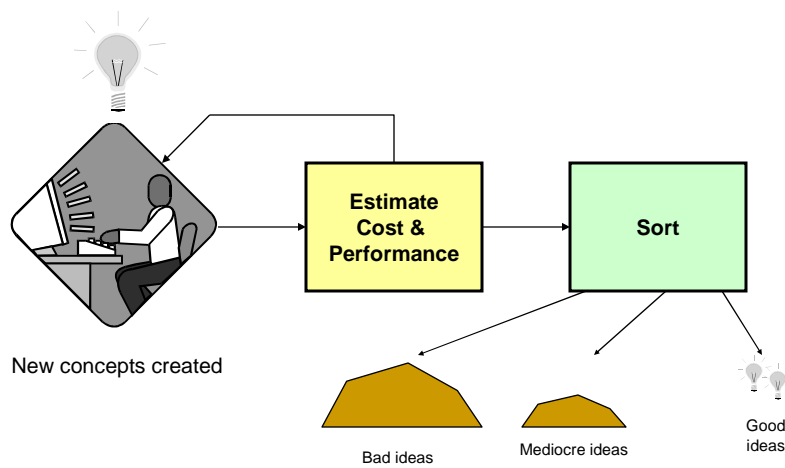 Estimate
Cost &
Performance
Sort
New concepts created
Bad ideas
Mediocre ideas
Good
ideas